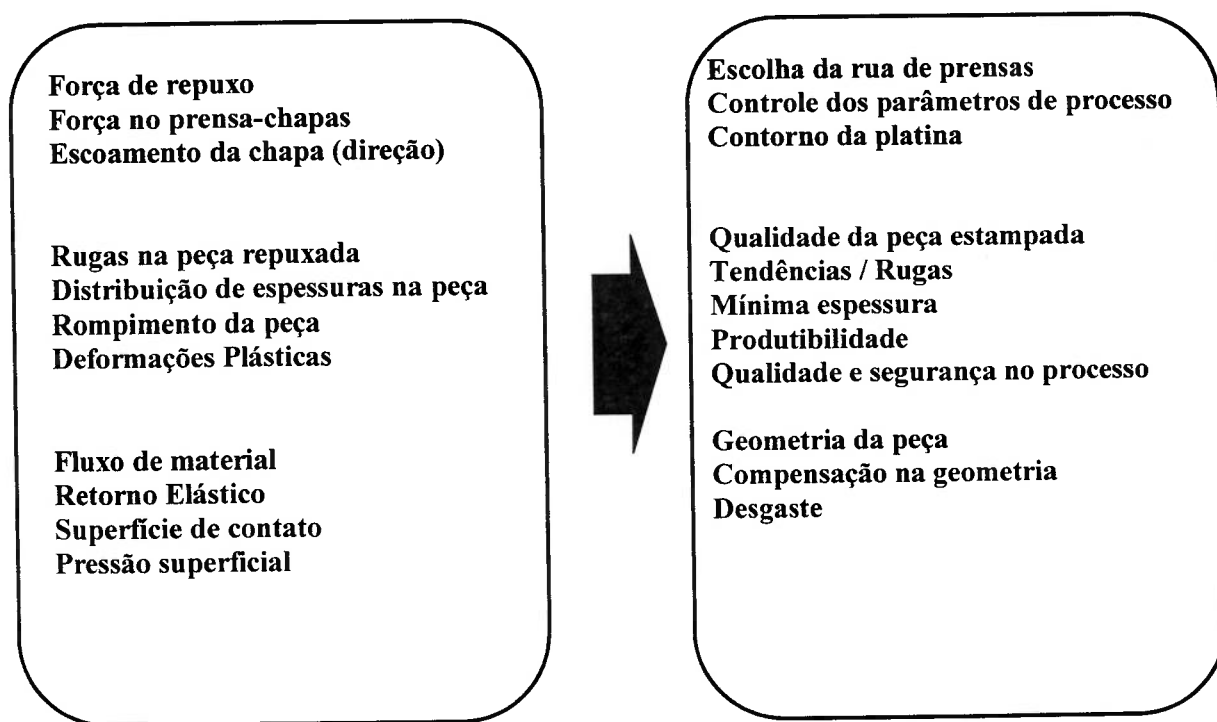 Força de repuxo
Força no prensa-chapas
Escoamento da chapa (direção)
Rugas na peça repuxada
Distribuição de espessuras na peça
Rompimento da peça
Deformações Plásticas
Fluxo de material
Retorno Elástico
Superfície de contato
Pressão superficial
Escolha da rua de prensas
Controle dos parâmetros de processo
Contorno da platina
Qualidade da peça estampada
Tendências / Rugas
Mínima espessura
Produtibilidade
Qualidade e segurança no processo
Geometria da peça
Compensação na geometria
Desgaste